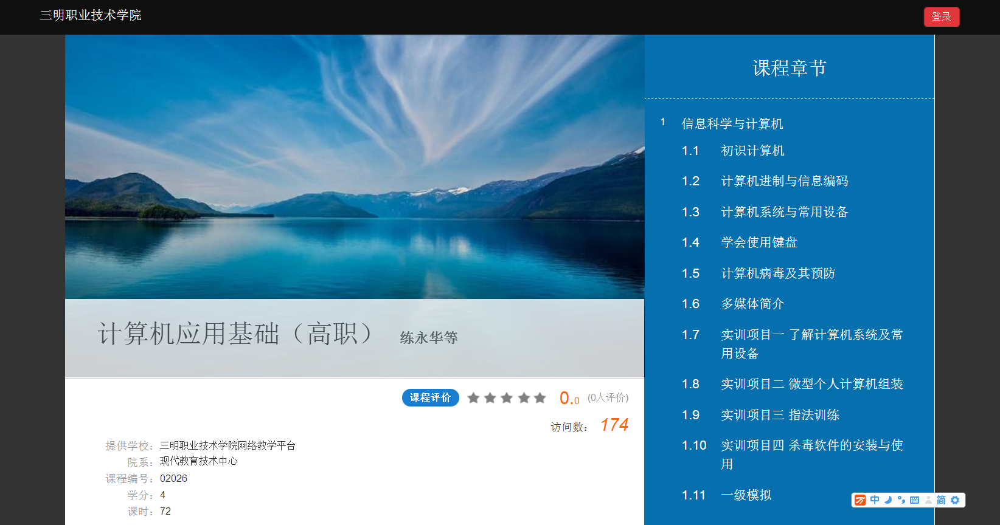 三明职业技术学院
登录
计算机应用基础（高职） 练永华等
课程评价 0.0 (0人评价)
访问数： 174
提供学校： 三明职业技术学院网络教学平台
院系： 现代教育技术中心
课程编号： 02026
学分： 4
课时： 72
课程章节
1 信息科学与计算机
1.1 初识计算机
1.2 计算机进制与信息编码
1.3 计算机系统与常用设备
1.4 学会使用键盘
1.5 计算机病毒及其预防
1.6 多媒体简介
1.7 实训项目一 了解计算机系统及常
用设备
1.8 实训项目二 微型个人计算机组装
1.9 实训项目三 指法训练
1.10 实训项目四 杀毒软件的安装与使
用
1.11 一级模拟
中 简